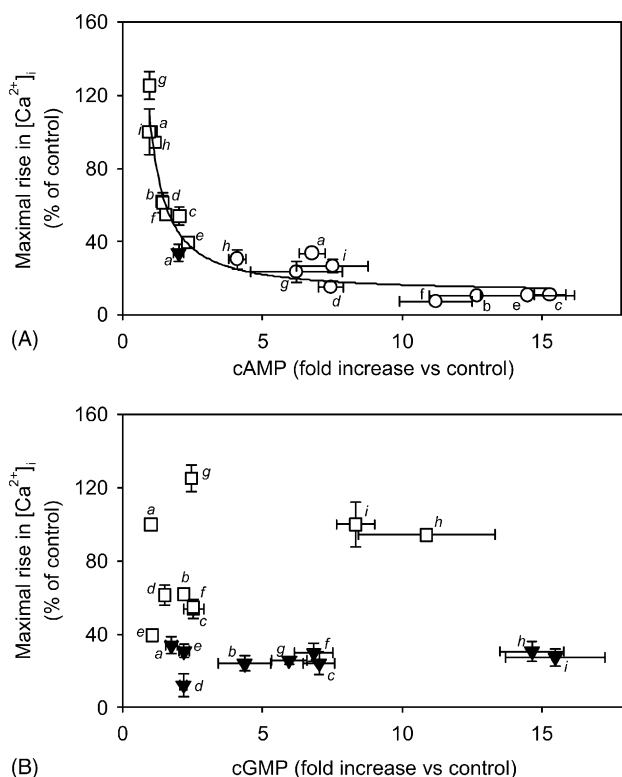 160
120
80
40
0
Maximal rise in [Ca²⁺]ᵢ
(% of control)
g
i a
h
b d
f c
e
a
h
a
i
g
d
f b e c
0 5 10 15
(A)
cAMP (fold increase vs control)
160
120
80
40
0
Maximal rise in [Ca²⁺]ᵢ
(% of control)
g
a
i
h
d b f
c
e
a e
b g f
c
h
i
d
0 5 10 15
(B)
cGMP (fold increase vs control)